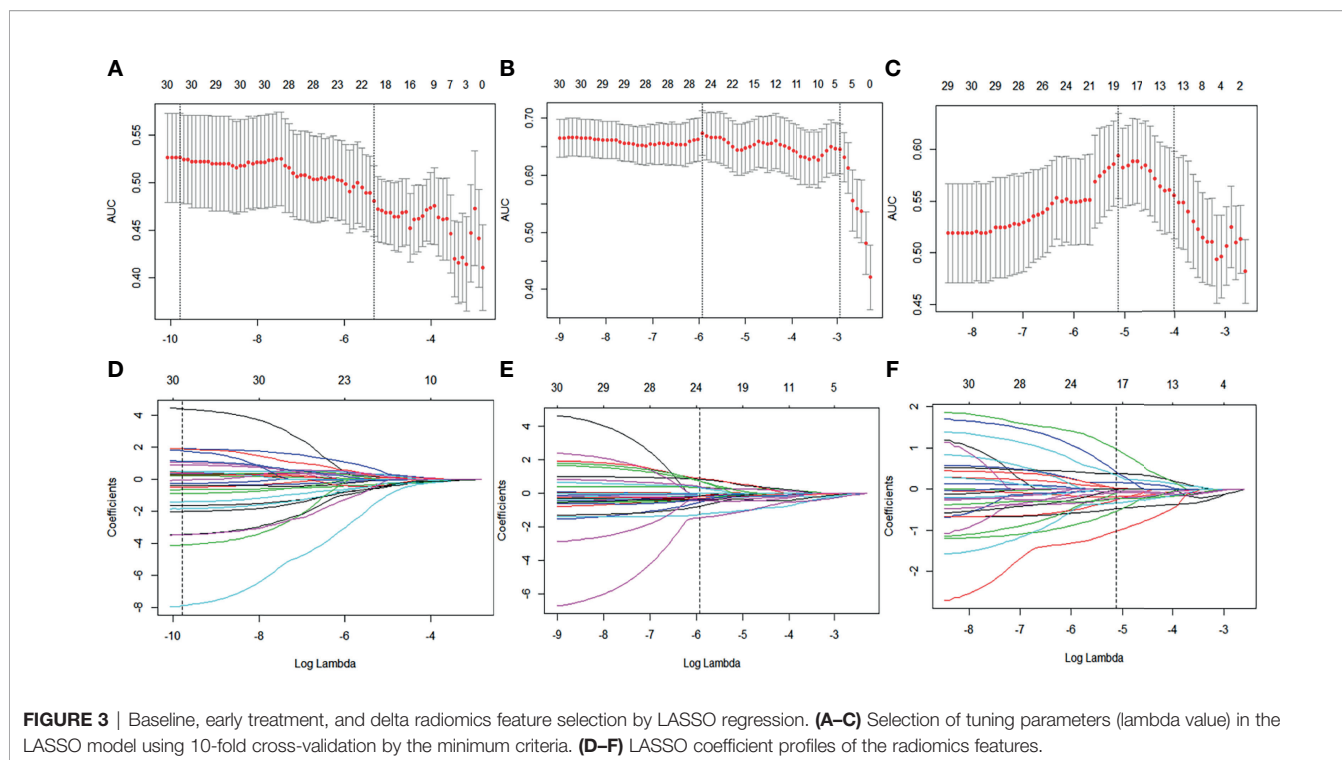 A
30 30 29 30 30 28 28 23 22 18 16 9 7 3 0
AUC
0.55
0.50
0.45
0.40
-10 -8 -6 -4
B
30 30 29 28 28 28 24 22 15 12 11 10 5 5 0
AUC
0.70
0.60
0.50
0.40
-9 -8 -7 -6 -5 -4 -3
C
29 30 30 28 26 24 21 19 17 13 13 8 4 2
AUC
0.60
0.55
0.50
0.45
-8 -7 -6 -5 -4 -3
D
30 30 23 10
Coefficients
4
2
0
-2
-4
-6
-8
-10 -8 -6 -4
Log Lambda
E
30 29 28 24 19 11 5
Coefficients
4
2
0
-2
-4
-6
-9 -8 -7 -6 -5 -4 -3
Log Lambda
F
30 28 24 17 13 4
Coefficients
2
1
0
-1
-2
-8 -7 -6 -5 -4 -3
Log Lambda
FIGURE 3 | Baseline, early treatment, and delta radiomics feature selection by LASSO regression. (A–C) Selection of tuning parameters (lambda value) in the
LASSO model using 10-fold cross-validation by the minimum criteria. (D–F) LASSO coefficient profiles of the radiomics features.